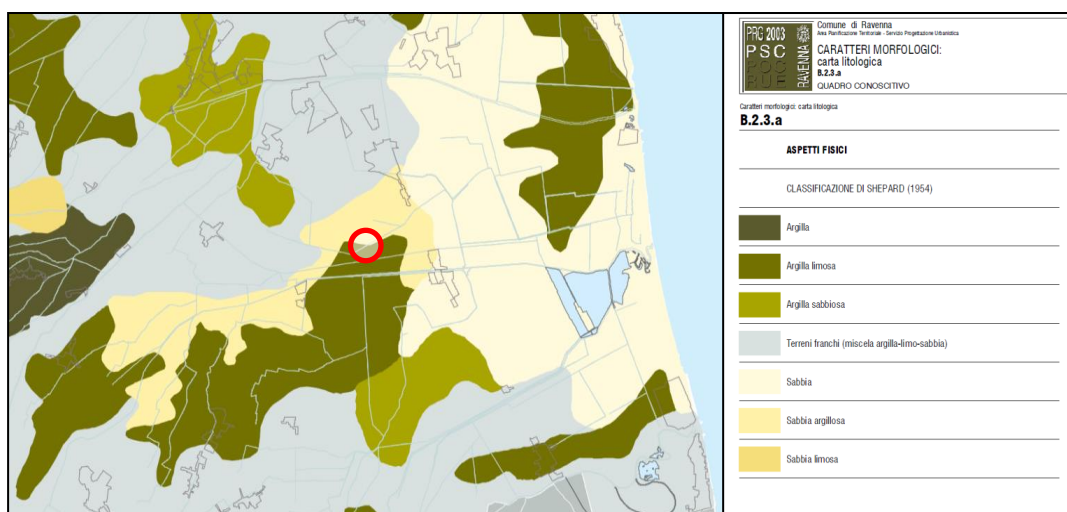 PRG 2003
PSC
POC
RUE
RAVENNA
Comune di Ravenna
Area Pianificazione Territoriale - Servizio Progettazione Urbanistica
CARATTERI MORFOLOGICI:
carta litologica
B.2.3.a
QUADRO CONOSCITIVO
Caratteri morfologici: carta litologica
B.2.3.a
ASPETTI FISICI
CLASSIFICAZIONE DI SHEPARD (1954)
Argilla
Argilla limosa
Argilla sabbiosa
Terreni franchi (miscela argilla-limo-sabbia)
Sabbia
Sabbia argillosa
Sabbia limosa